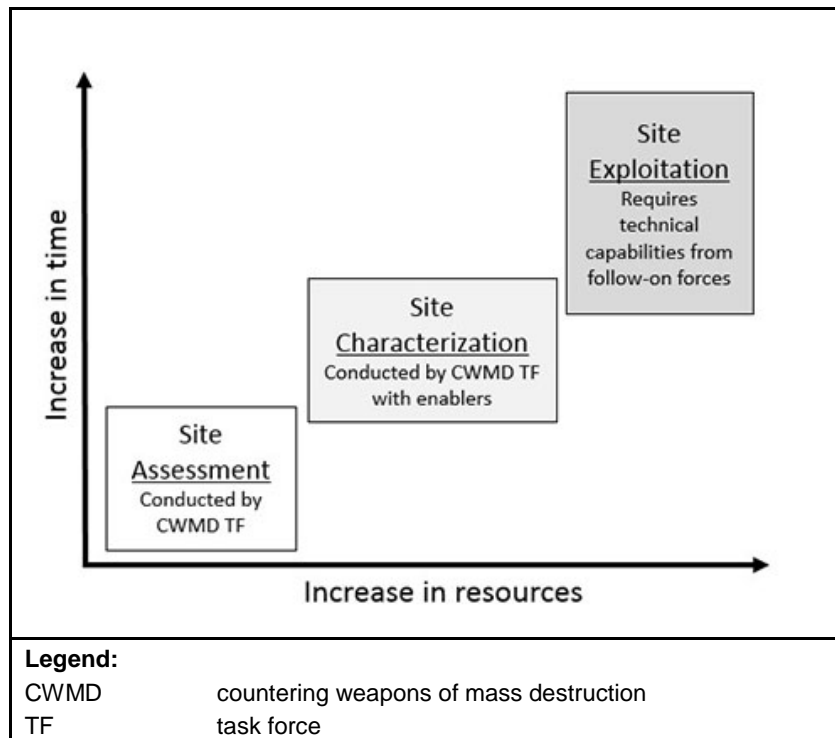 Increase in time
Site
Exploitation
Requires
technical
capabilities from
follow-on forces
Site
Characterization
Conducted by CWMD TF
with enablers
Site
Assessment
Conducted by
CWMD TF
Increase in resources
Legend:
CWMD countering weapons of mass destruction
TF task force